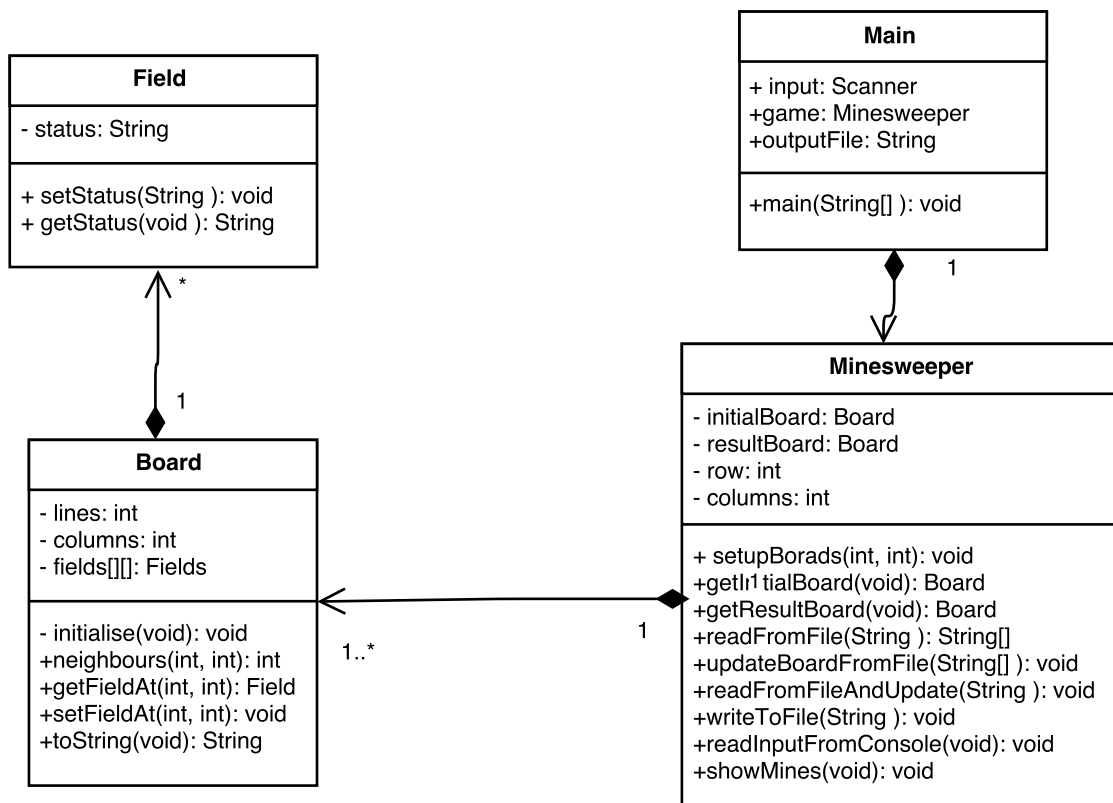 Field
- status: String
+ setStatus(String ): void
+ getStatus(void ): String
*
1
Board
- lines: int
- columns: int
- fields[][]: Fields
- initialise(void): void
+neighbours(int, int): int
+getFieldAt(int, int): Field
+setFieldAt(int, int): void
+toString(void): String
1..*
1
Main
+ input: Scanner
+game: Minesweeper
+outputFile: String
+main(String[] ): void
1
1
Minesweeper
- initialBoard: Board
- resultBoard: Board
- row: int
- columns: int
+ setupBorads(int, int): void
+getInitialBoard(void): Board
+getResultBoard(void): Board
+readFromFile(String ): String[]
+updateBoardFromFile(String[] ): void
+readFromFileAndUpdate(String ): void
+writeToFile(String ): void
+readInputFromConsole(void): void
+showMines(void): void